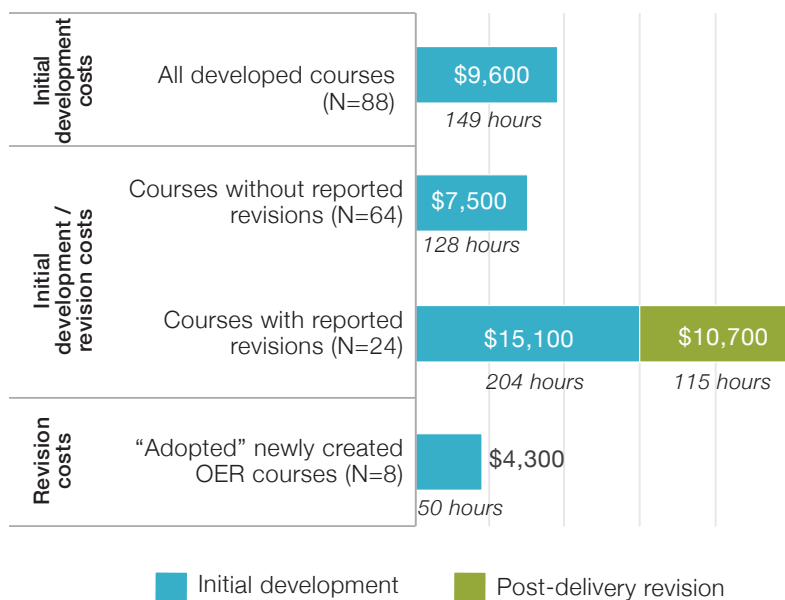 Initial
development
costs
All developed courses
(N=88)
$9,600
149 hours
Initial
development /
revision costs
Courses without reported
revisions (N=64)
$7,500
128 hours
Courses with reported
revisions (N=24)
$15,100
$10,700
204 hours
115 hours
Revision
costs
“Adopted” newly created
OER courses (N=8)
$4,300
50 hours
Initial development
Post-delivery revision